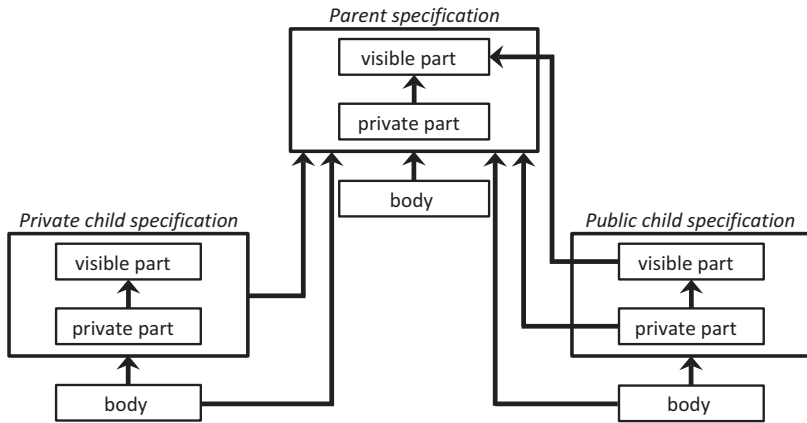 Parent specification
visible part
private part
body
Private child specification
visible part
private part
body
Public child specification
visible part
private part
body